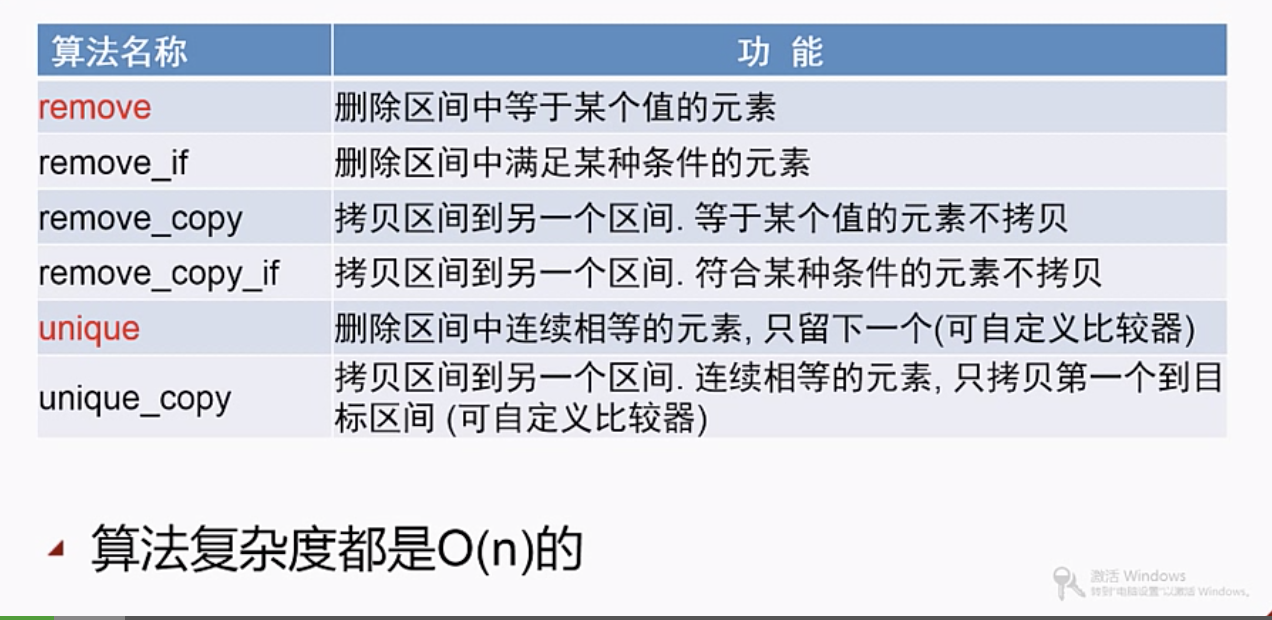 算法名称 功 能
remove 删除区间中等于某个值的元素
remove_if 删除区间中满足某种条件的元素
remove_copy 拷贝区间到另一个区间. 等于某个值的元素不拷贝
remove_copy_if 拷贝区间到另一个区间. 符合某种条件的元素不拷贝
unique 删除区间中连续相等的元素, 只留下一个(可自定义比较器)
unique_copy 拷贝区间到另一个区间. 连续相等的元素, 只拷贝第一个到目
标区间 (可自定义比较器)
算法复杂度都是O(n)的
激活 Windows
转到"电脑设置"以激活 Windows。